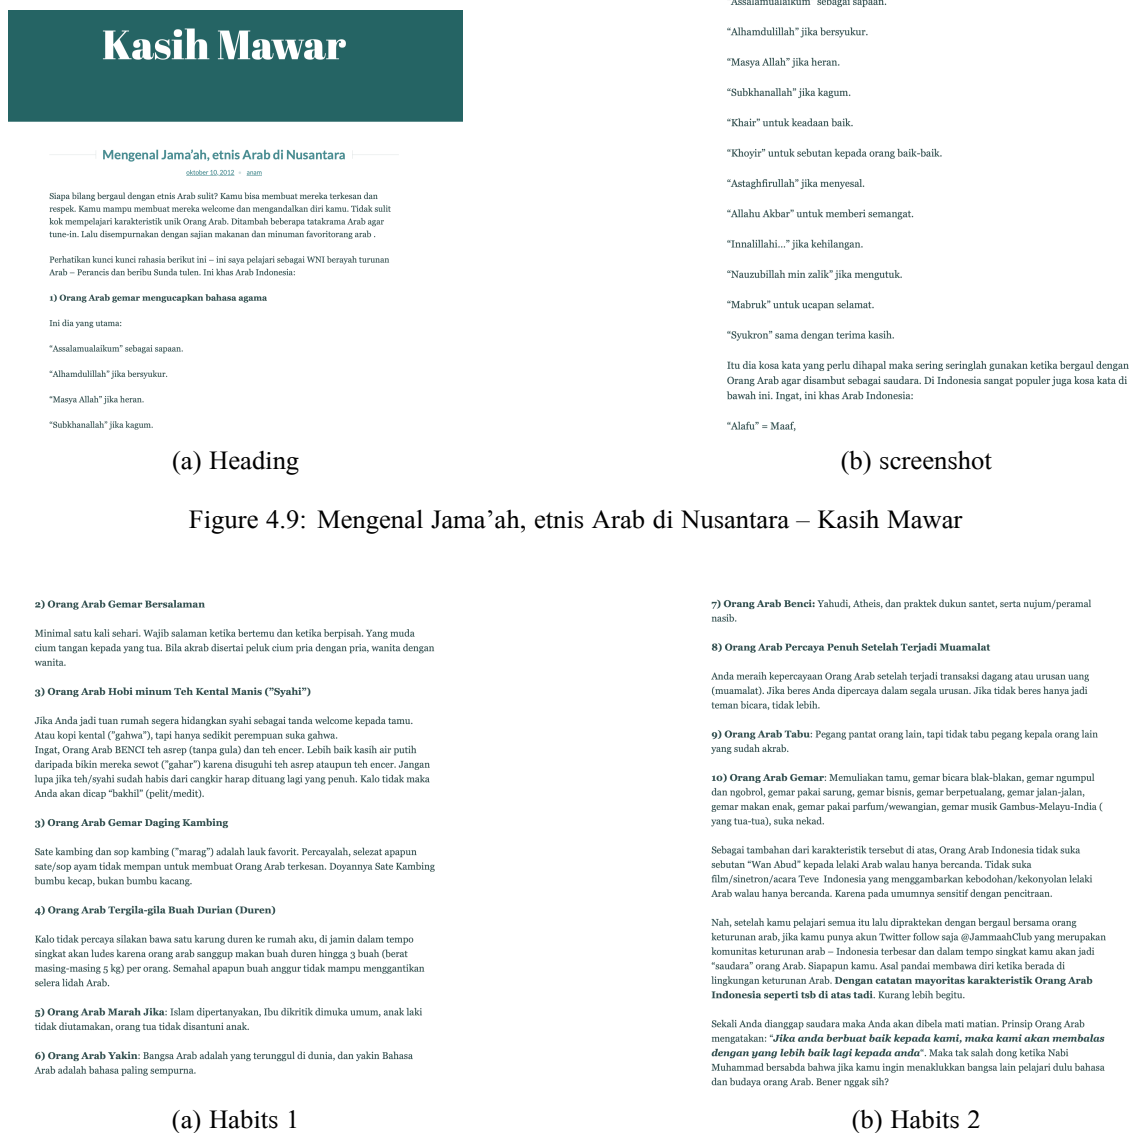 Kasih Mawar
Mengenal Jama'ah, etnis Arab di Nusantara
oktober 10, 2012 - anam
Siapa bilang bergaul dengan etnis Arab sulit? Kamu bisa membuat mereka terkesan dan
respek. Kamu mampu membuat mereka welcome dan mengandalkan diri kamu. Tidak sulit
kok mempelajari karakteristik unik Orang Arab. Ditambah beberapa tatakrama Arab agar
tune-in. Lalu disempurnakan dengan sajian makanan dan minuman favoritorang arab .
Perhatikan kunci kunci rahasia berikut ini – ini saya pelajari sebagai WNI berayah turunan
Arab – Perancis dan beribu Sunda tulen. Ini khas Arab Indonesia:
1) Orang Arab gemar mengucapkan bahasa agama
Ini dia yang utama:
“Assalamualaikum” sebagai sapaan.
“Alhamdulillah” jika bersyukur.
“Masya Allah” jika heran.
“Subkhanallah” jika kagum.
(a) Heading
“Assalamualaikum” sebagai sapaan.
“Alhamdulillah” jika bersyukur.
“Masya Allah” jika heran.
“Subkhanallah” jika kagum.
“Khair” untuk keadaan baik.
“Khoyir” untuk sebutan kepada orang baik-baik.
“Astaghfirullah” jika menyesal.
“Allahu Akbar” untuk memberi semangat.
“Innalillahi...” jika kehilangan.
“Nauzubillah min zalik” jika mengutuk.
“Mabruk” untuk ucapan selamat.
“Syukron” sama dengan terima kasih.
Itu dia kosa kata yang perlu dihapal maka sering seringlah gunakan ketika bergaul dengan
Orang Arab agar disambut sebagai saudara. Di Indonesia sangat populer juga kosa kata di
bawah ini. Ingat, ini khas Arab Indonesia:
“Alafu” = Maaf,
(b) screenshot
Figure 4.9: Mengenal Jama’ah, etnis Arab di Nusantara – Kasih Mawar
2) Orang Arab Gemar Bersalaman
Minimal satu kali sehari. Wajib salaman ketika bertemu dan ketika berpisah. Yang muda
cium tangan kepada yang tua. Bila akrab disertai peluk cium pria dengan pria, wanita dengan
wanita.
3) Orang Arab Hobi minum Teh Kental Manis (”Syahi”)
Jika Anda jadi tuan rumah segera hidangkan syahi sebagai tanda welcome kepada tamu.
Atau kopi kental (”gahwa”), tapi hanya sedikit perempuan suka gahwa.
Ingat, Orang Arab BENCI teh asrep (tanpa gula) dan teh encer. Lebih baik kasih air putih
daripada bikin mereka sewot (”gahar”) karena disuguhi teh asrep ataupun teh encer. Jangan
lupa jika teh/syahi sudah habis dari cangkir harap dituang lagi yang penuh. Kalo tidak maka
Anda akan dicap “bakhil” (pelit/medit).
3) Orang Arab Gemar Daging Kambing
Sate kambing dan sop kambing (”marag”) adalah lauk favorit. Percayalah, selezat apapun
sate/sop ayam tidak mempan untuk membuat Orang Arab terkesan. Doyannya Sate Kambing
bumbu kecap, bukan bumbu kacang.
4) Orang Arab Tergila-gila Buah Durian (Duren)
Kalo tidak percaya silakan bawa satu karung duren ke rumah aku, di jamin dalam tempo
singkat akan ludes karena orang arab sanggup makan buah duren hingga 3 buah (berat
masing-masing 5 kg) per orang. Semahal apapun buah anggur tidak mampu menggantikan
selera lidah Arab.
5) Orang Arab Marah Jika: Islam dipertanyakan, Ibu dikritik dimuka umum, anak laki
tidak diutamakan, orang tua tidak disantuni anak.
6) Orang Arab Yakin: Bangsa Arab adalah yang terunggul di dunia, dan yakin Bahasa
Arab adalah bahasa paling sempurna.
(a) Habits 1
7) Orang Arab Benci: Yahudi, Atheis, dan praktek dukun santet, serta nujum/peramal
nasib.
8) Orang Arab Percaya Penuh Setelah Terjadi Muamalat
Anda meraih kepercayaan Orang Arab setelah terjadi transaksi dagang atau urusan uang
(muamalat). Jika beres Anda dipercaya dalam segala urusan. Jika tidak beres hanya jadi
teman bicara, tidak lebih.
9) Orang Arab Tabu: Pegang pantat orang lain, tapi tidak tabu pegang kepala orang lain
yang sudah akrab.
10) Orang Arab Gemar: Memuliakan tamu, gemar bicara blak-blakan, gemar ngumpul
dan ngobrol, gemar pakai sarung, gemar bisnis, gemar berpetualang, gemar jalan-jalan,
gemar makan enak, gemar pakai parfum/wewangian, gemar musik Gambus-Melayu-India (
yang tua-tua), suka nekad.
Sebagai tambahan dari karakteristik tersebut di atas, Orang Arab Indonesia tidak suka
sebutan “Wan Abud” kepada lelaki Arab walau hanya bercanda. Tidak suka
film/sinetron/acara Teve Indonesia yang menggambarkan kebodohan/kekonyolan lelaki
Arab walau hanya bercanda. Karena pada umumnya sensitif dengan pencitraan.
Nah, setelah kamu pelajari semua itu lalu dipraktekan dengan bergaul bersama orang
keturunan arab, jika kamu punya akun Twitter follow saja @JammaahClub yang merupakan
komunitas keturunan arab – Indonesia terbesar dan dalam tempo singkat kamu akan jadi
“saudara” orang Arab. Siapapun kamu. Asal pandai membawa diri ketika berada di
lingkungan keturunan Arab. Dengan catatan mayoritas karakteristik Orang Arab
Indonesia seperti tsb di atas tadi. Kurang lebih begitu.
Sekali Anda dianggap saudara maka Anda akan dibela mati matian. Prinsip Orang Arab
mengatakan: “Jika anda berbuat baik kepada kami, maka kami akan membalas
dengan yang lebih baik lagi kepada anda“. Maka tak salah dong ketika Nabi
Muhammad bersabda bahwa jika kamu ingin menaklukkan bangsa lain pelajari dulu bahasa
dan budaya orang Arab. Bener nggak sih?
(b) Habits 2